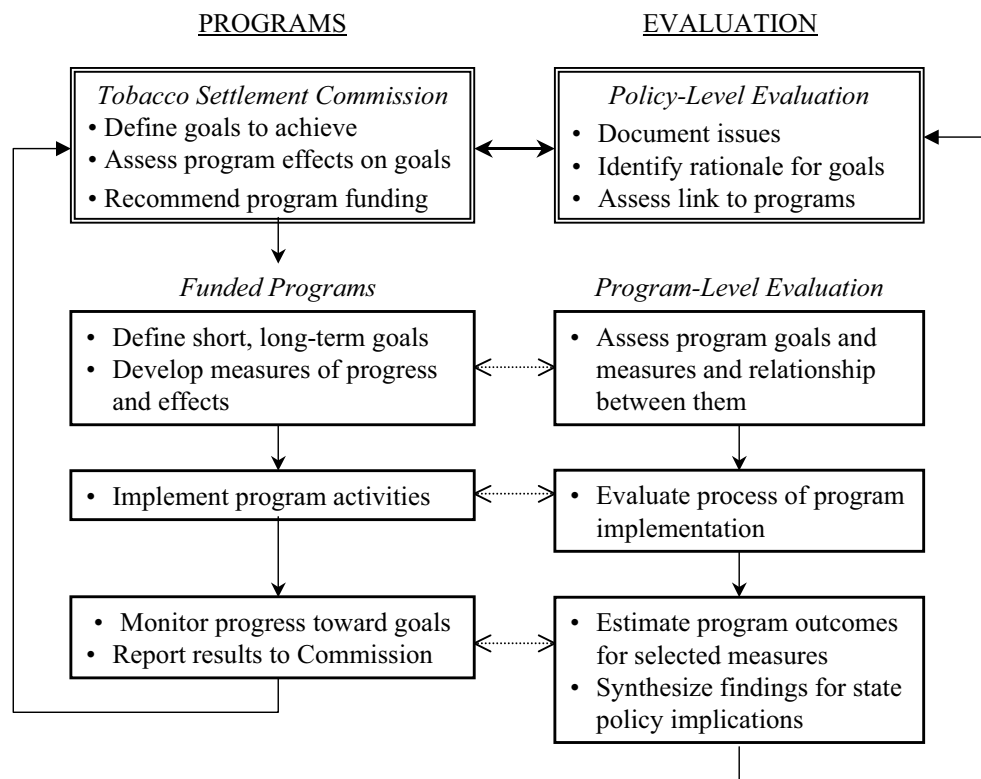 PROGRAMS
EVALUATION
Tobacco Settlement Commission
• Define goals to achieve
• Assess program effects on goals
• Recommend program funding
Policy-Level Evaluation
• Document issues
• Identify rationale for goals
• Assess link to programs
Funded Programs
Program-Level Evaluation
• Define short, long-term goals
• Develop measures of progress
and effects
• Assess program goals and
measures and relationship
between them
• Implement program activities
• Evaluate process of program
implementation
• Monitor progress toward goals
• Report results to Commission
• Estimate program outcomes
for selected measures
• Synthesize findings for state
policy implications